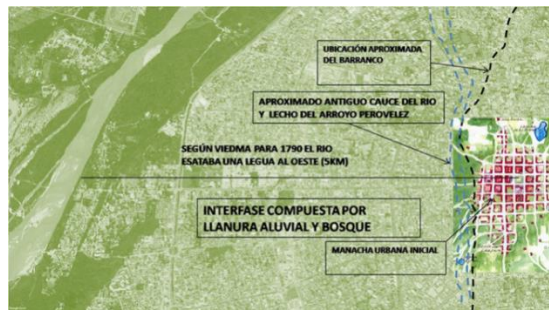 UBICACIÓN APROXIMADA
DEL BARRANCO
APROXIMADO ANTIGUO CAUCE DEL RIO
Y LECHO DEL ARROYO PEROVELEZ
SEGÚN VIEDMA PARA 1790 EL RIO
ESATABA UNA LEGUA AL OESTE (5KM)
INTERFASE COMPUESTA POR
LLANURA ALUVIAL Y BOSQUE
MANACHA URBANA INICIAL